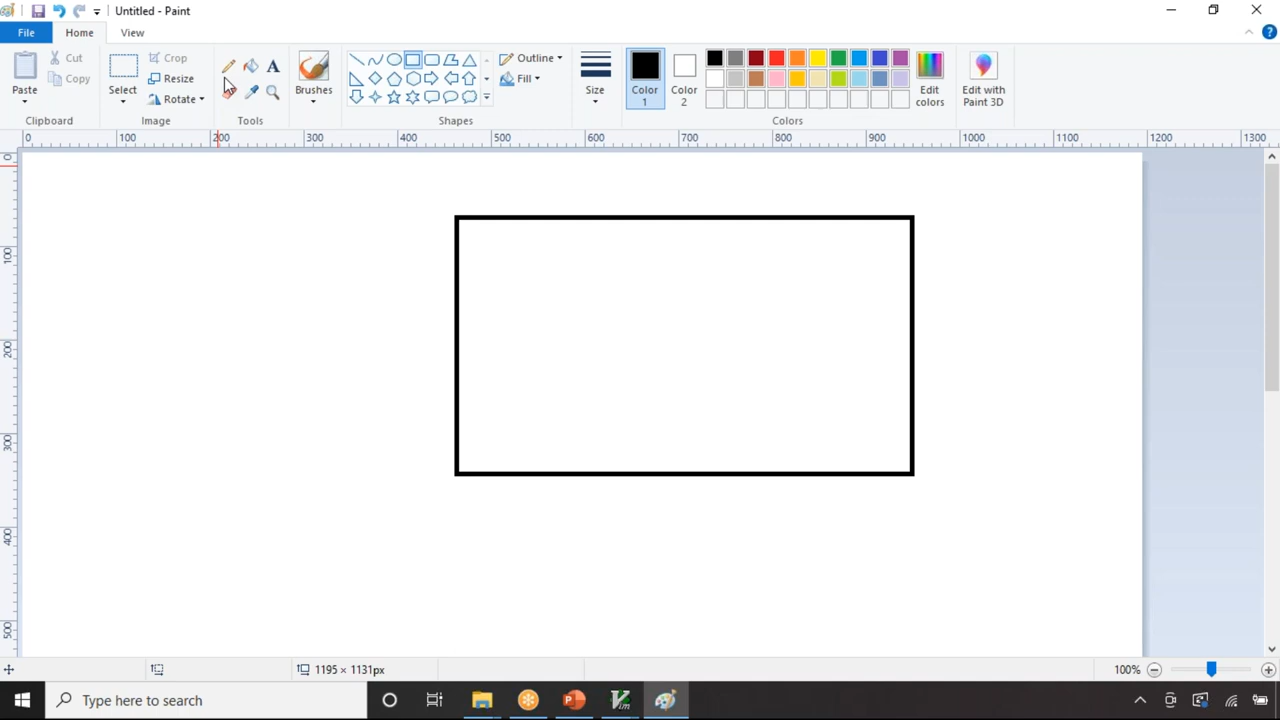 Untitled - Paint
File Home View
Paste
Cut
Copy
Clipboard
Select
Crop
Resize
Rotate
Image
A
Tools
Brushes
Outline
Fill
Shapes
Size
Color 1
Color 2
Edit colors
Colors
Edit with Paint 3D
0 100 200 300 400 500 600 700 800 900 1000 1100 1200 1300
0
100
200
300
400
500
1195 × 1131px
100%
Type here to search